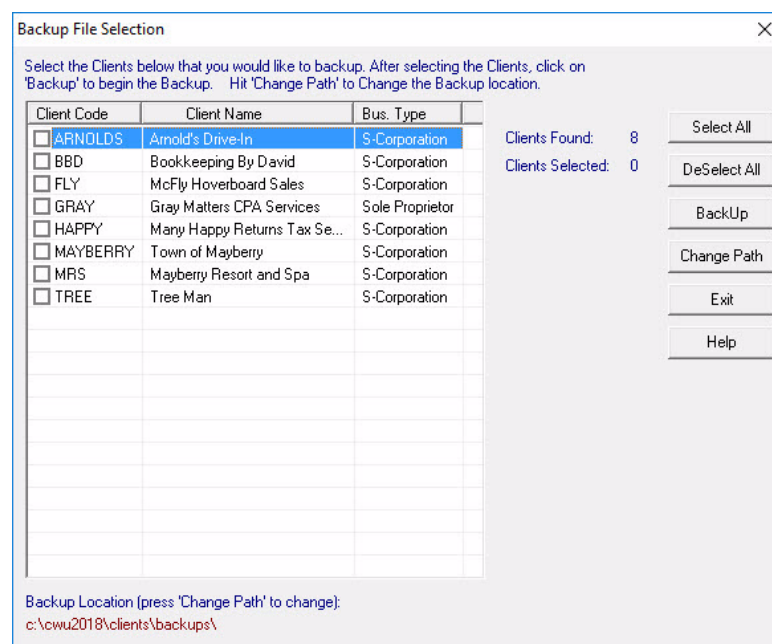 Backup File Selection
Select the Clients below that you would like to backup. After selecting the Clients, click on
'Backup' to begin the Backup. Hit 'Change Path' to Change the Backup location.
Client Code Client Name Bus. Type
ARNOLDS Arnold's Drive-In S-Corporation
BBD Bookkeeping By David S-Corporation
FLY McFly Hoverboard Sales S-Corporation
GRAY Gray Matters CPA Services Sole Proprietor
HAPPY Many Happy Returns Tax Se... S-Corporation
MAYBERRY Town of Mayberry S-Corporation
MRS Mayberry Resort and Spa S-Corporation
TREE Tree Man S-Corporation
Clients Found: 8
Clients Selected: 0
Select All
DeSelect All
BackUp
Change Path
Exit
Help
Backup Location (press 'Change Path' to change):
c:\cwu2018\clients\backups\